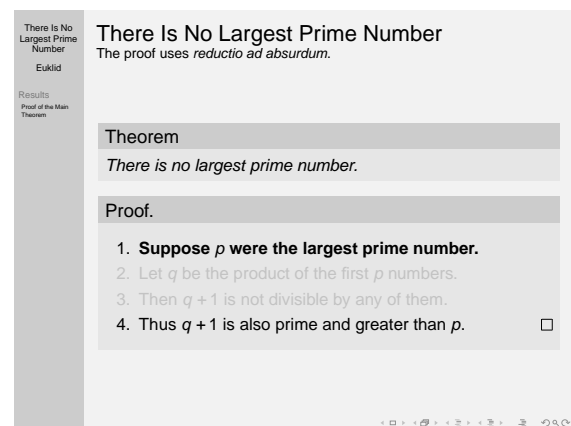 There Is No
Largest Prime
Number
Euklid
Results
Proof of the Main
Theorem
There Is No Largest Prime Number
The proof uses reductio ad absurdum.
Theorem
There is no largest prime number.
Proof.
1. Suppose p were the largest prime number.
2. Let q be the product of the first p numbers.
3. Then q + 1 is not divisible by any of them.
4. Thus q + 1 is also prime and greater than p.